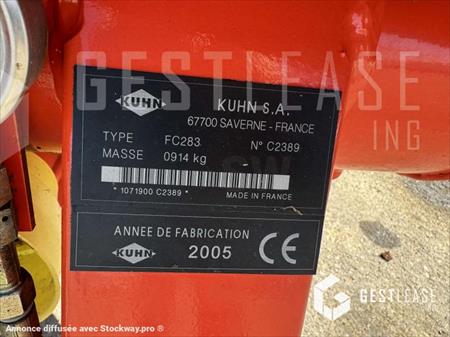 GESTLEASE
ING
KUHN
KUHN S.A.
67700 SAVERNE - FRANCE
TYPE FC283 N° C2389
MASSE 0914 kg
* 1071900 C2389 *
MADE IN FRANCE
ANNEE DE FABRICATION
KUHN
2005 CE
GESTLEASE
ING
Annonce diffusée avec Stockway.pro ®